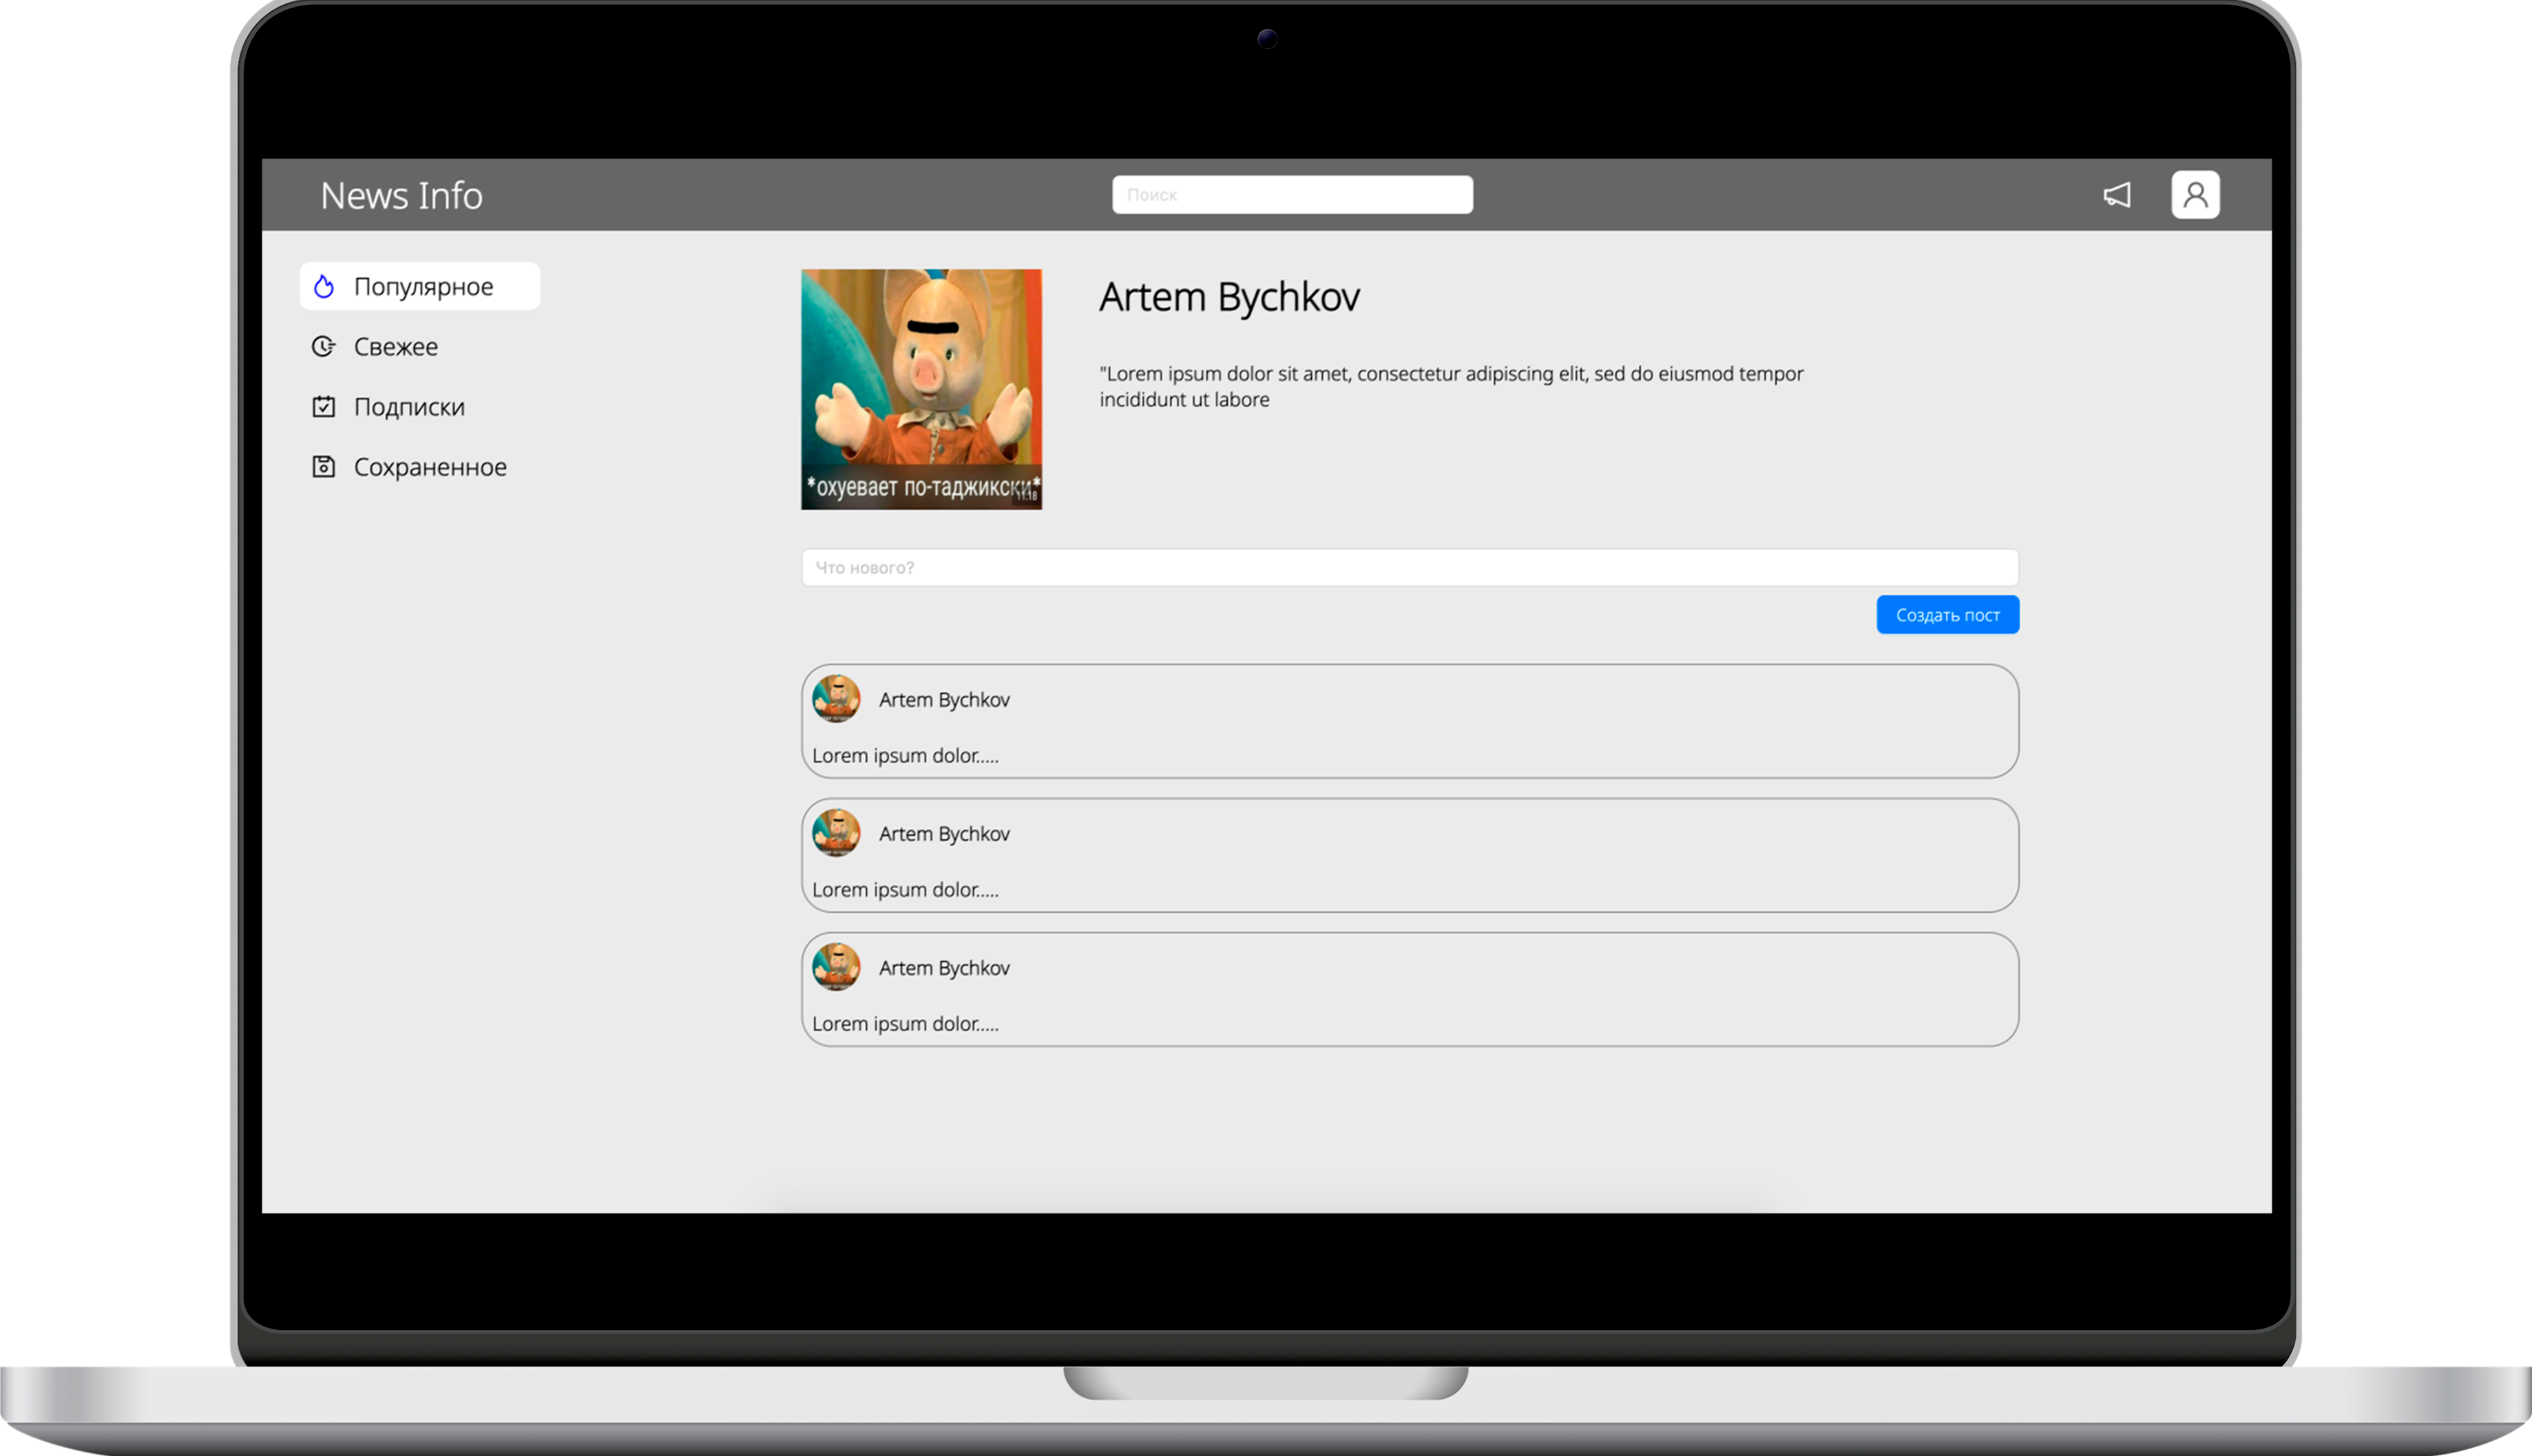 News Info
Поиск
Популярное
Свежее
Подписки
Сохраненное
Artem Bychkov
"Lorem ipsum dolor sit amet, consectetur adipiscing elit, sed do eiusmod tempor
incididunt ut labore
*охуевает по-таджикски*
11:18
Что нового?
Создать пост
Artem Bychkov
Lorem ipsum dolor.....
Artem Bychkov
Lorem ipsum dolor.....
Artem Bychkov
Lorem ipsum dolor.....